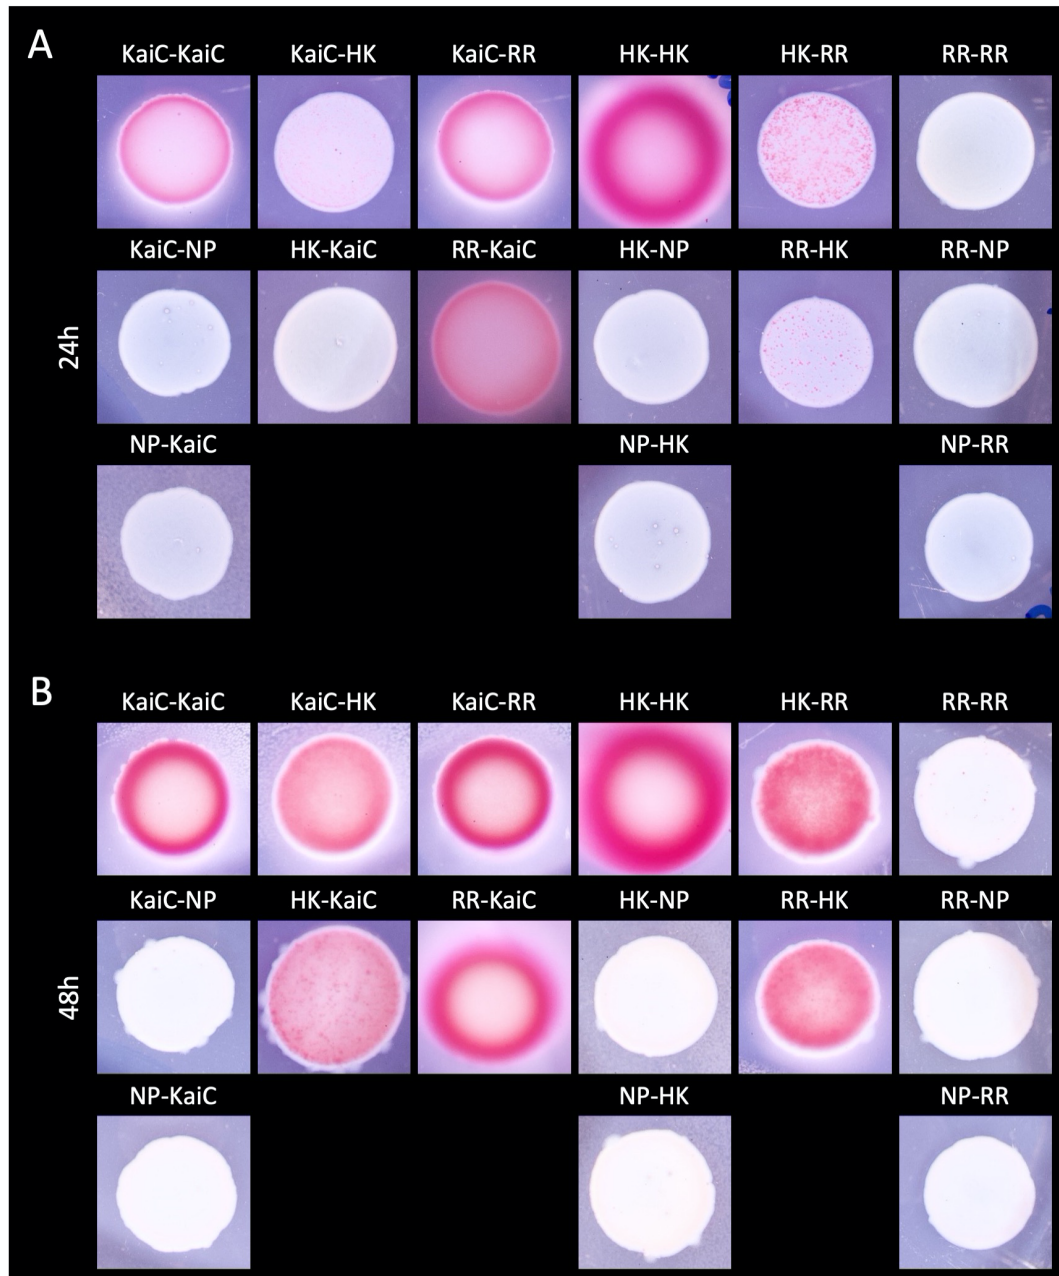 A
KaiC-KaiC KaiC-HK KaiC-RR HK-HK HK-RR RR-RR
KaiC-NP HK-KaiC RR-KaiC HK-NP RR-HK RR-NP
24h
NP-KaiC NP-HK NP-RR
B
KaiC-KaiC KaiC-HK KaiC-RR HK-HK HK-RR RR-RR
KaiC-NP HK-KaiC RR-KaiC HK-NP RR-HK RR-NP
48h
NP-KaiC NP-HK NP-RR